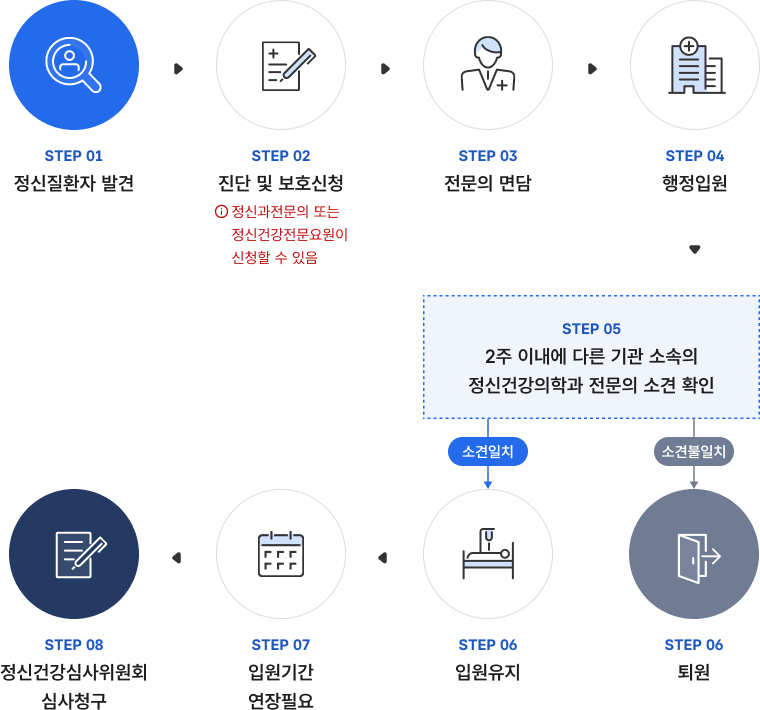 STEP 01
정신질환자 발견
STEP 02
진단 및 보호신청
정신과전문의 또는
정신건강전문요원이
신청할 수 있음
STEP 03
전문의 면담
STEP 04
행정입원
STEP 05
2주 이내에 다른 기관 소속의
정신건강의학과 전문의 소견 확인
소견일치
소견불일치
STEP 06
입원유지
STEP 06
퇴원
STEP 07
입원기간
연장필요
STEP 08
정신건강심사위원회
심사청구